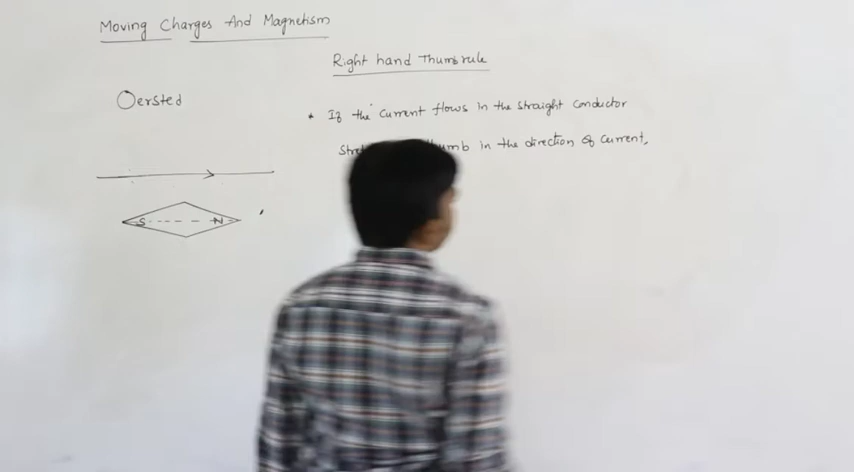 Moving Charges And Magnetism
Right hand Thumb rule
Oersted
* If the current flows in the straight conductor
in the direction of current,
S N